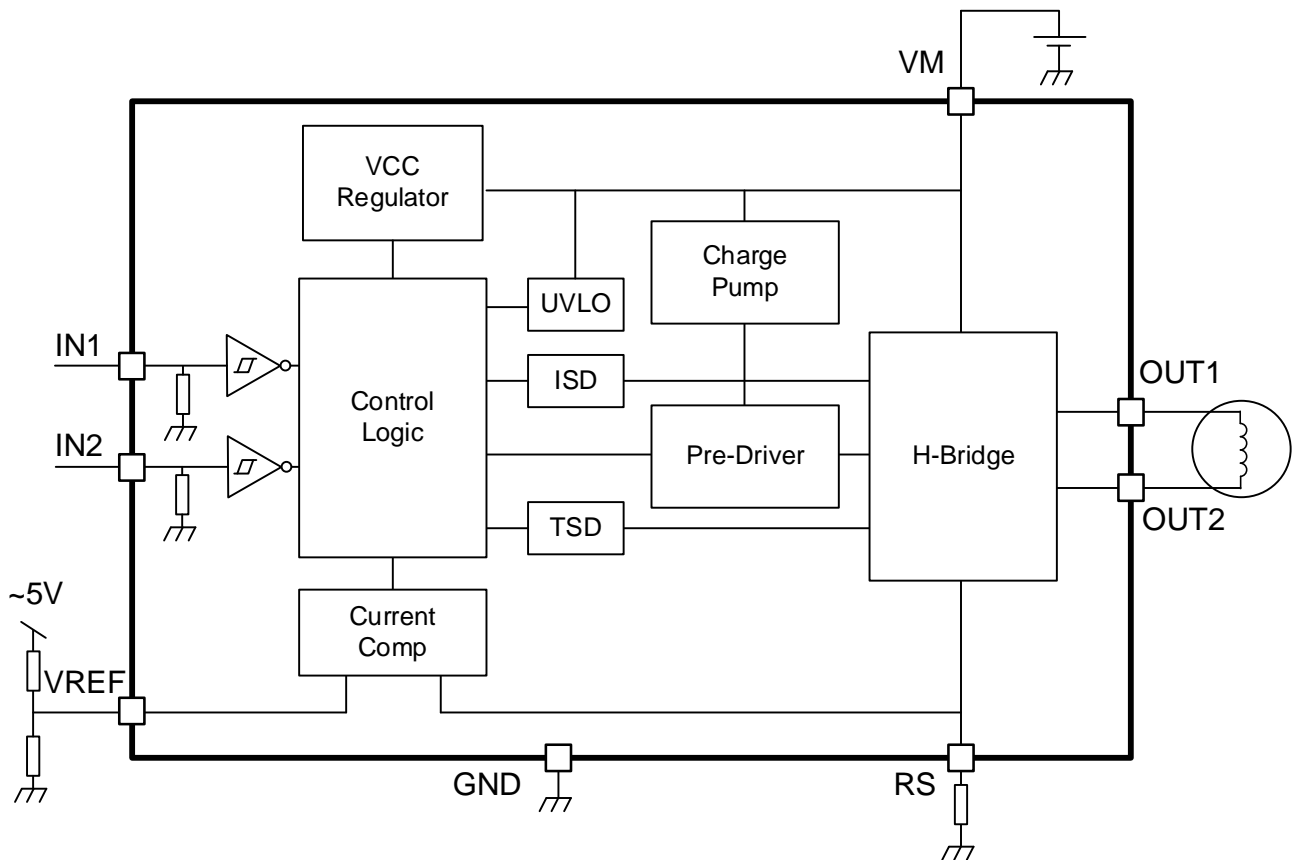 VM
VCC
Regulator
Charge
Pump
UVLO
IN1
ISD
OUT1
Control
Logic
IN2
Pre-Driver
H-Bridge
TSD
OUT2
~5V
Current
Comp
VREF
GND
RS